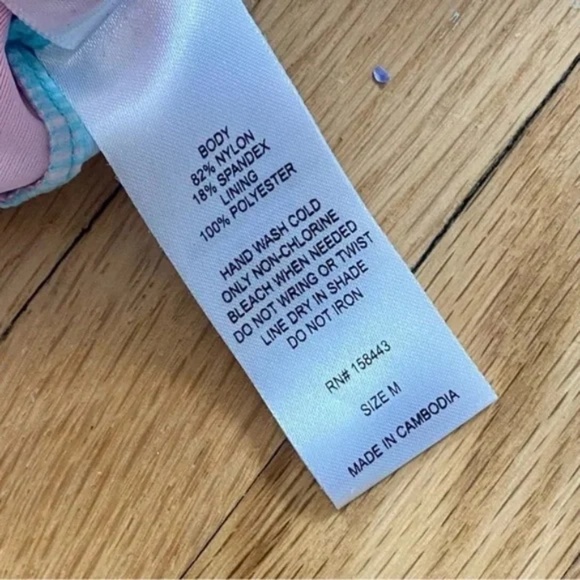 BODY
82% NYLON
18% SPANDEX
LINING
100% POLYESTER
HAND WASH COLD
ONLY NON-CHLORINE
BLEACH WHEN NEEDED
DO NOT WRING OR TWIST
LINE DRY IN SHADE
DO NOT IRON
RN# 158443
SIZE M
MADE IN CAMBODIA